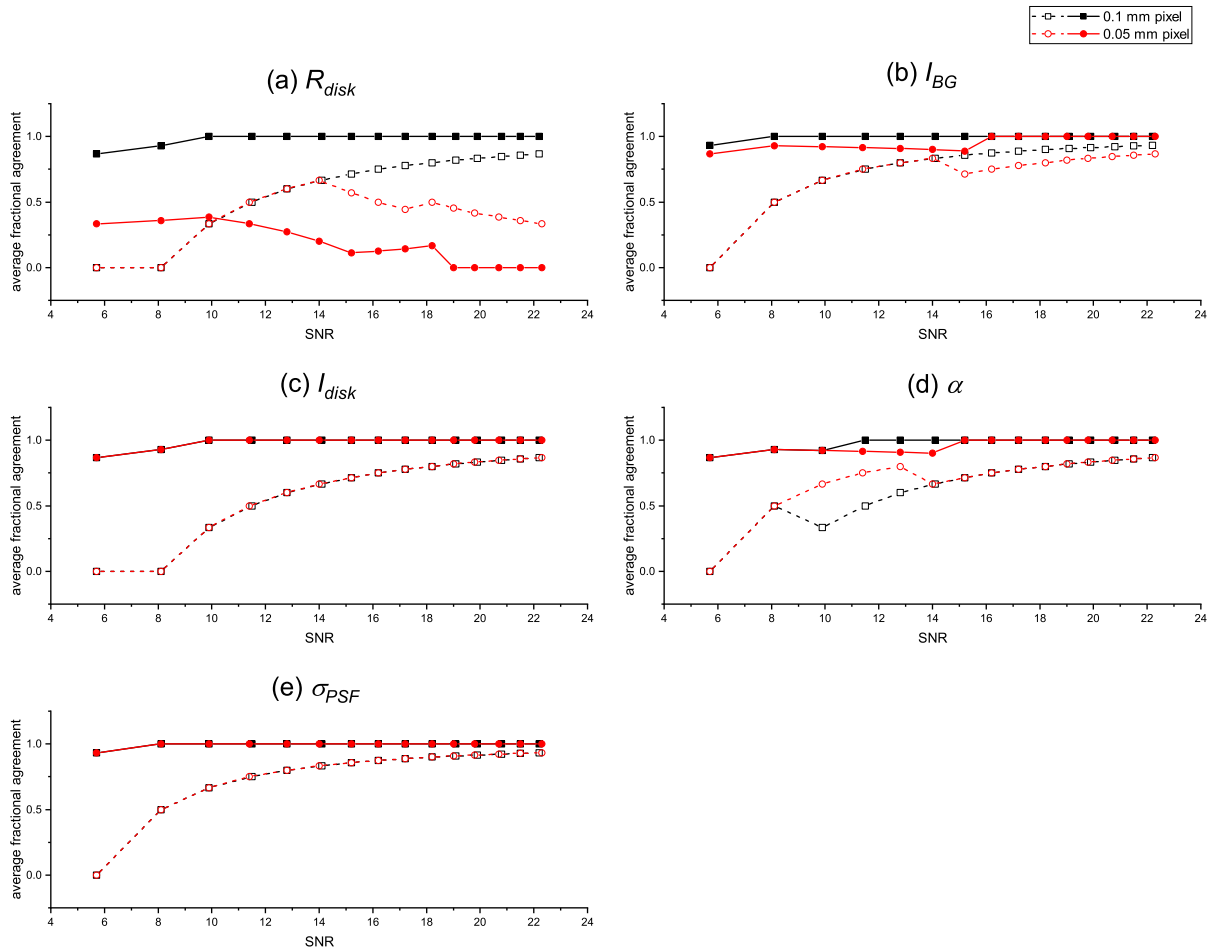 0.1 mm pixel
0.05 mm pixel
(a) R_disk
average fractional agreement
1.0
0.5
0.0
4 6 8 10 12 14 16 18 20 22 24
SNR
(b) I_BG
average fractional agreement
1.0
0.5
0.0
4 6 8 10 12 14 16 18 20 22 24
SNR
(c) I_disk
average fractional agreement
1.0
0.5
0.0
4 6 8 10 12 14 16 18 20 22 24
SNR
(d) α
average fractional agreement
1.0
0.5
0.0
4 6 8 10 12 14 16 18 20 22 24
SNR
(e) σ_PSF
average fractional agreement
1.0
0.5
0.0
4 6 8 10 12 14 16 18 20 22 24
SNR